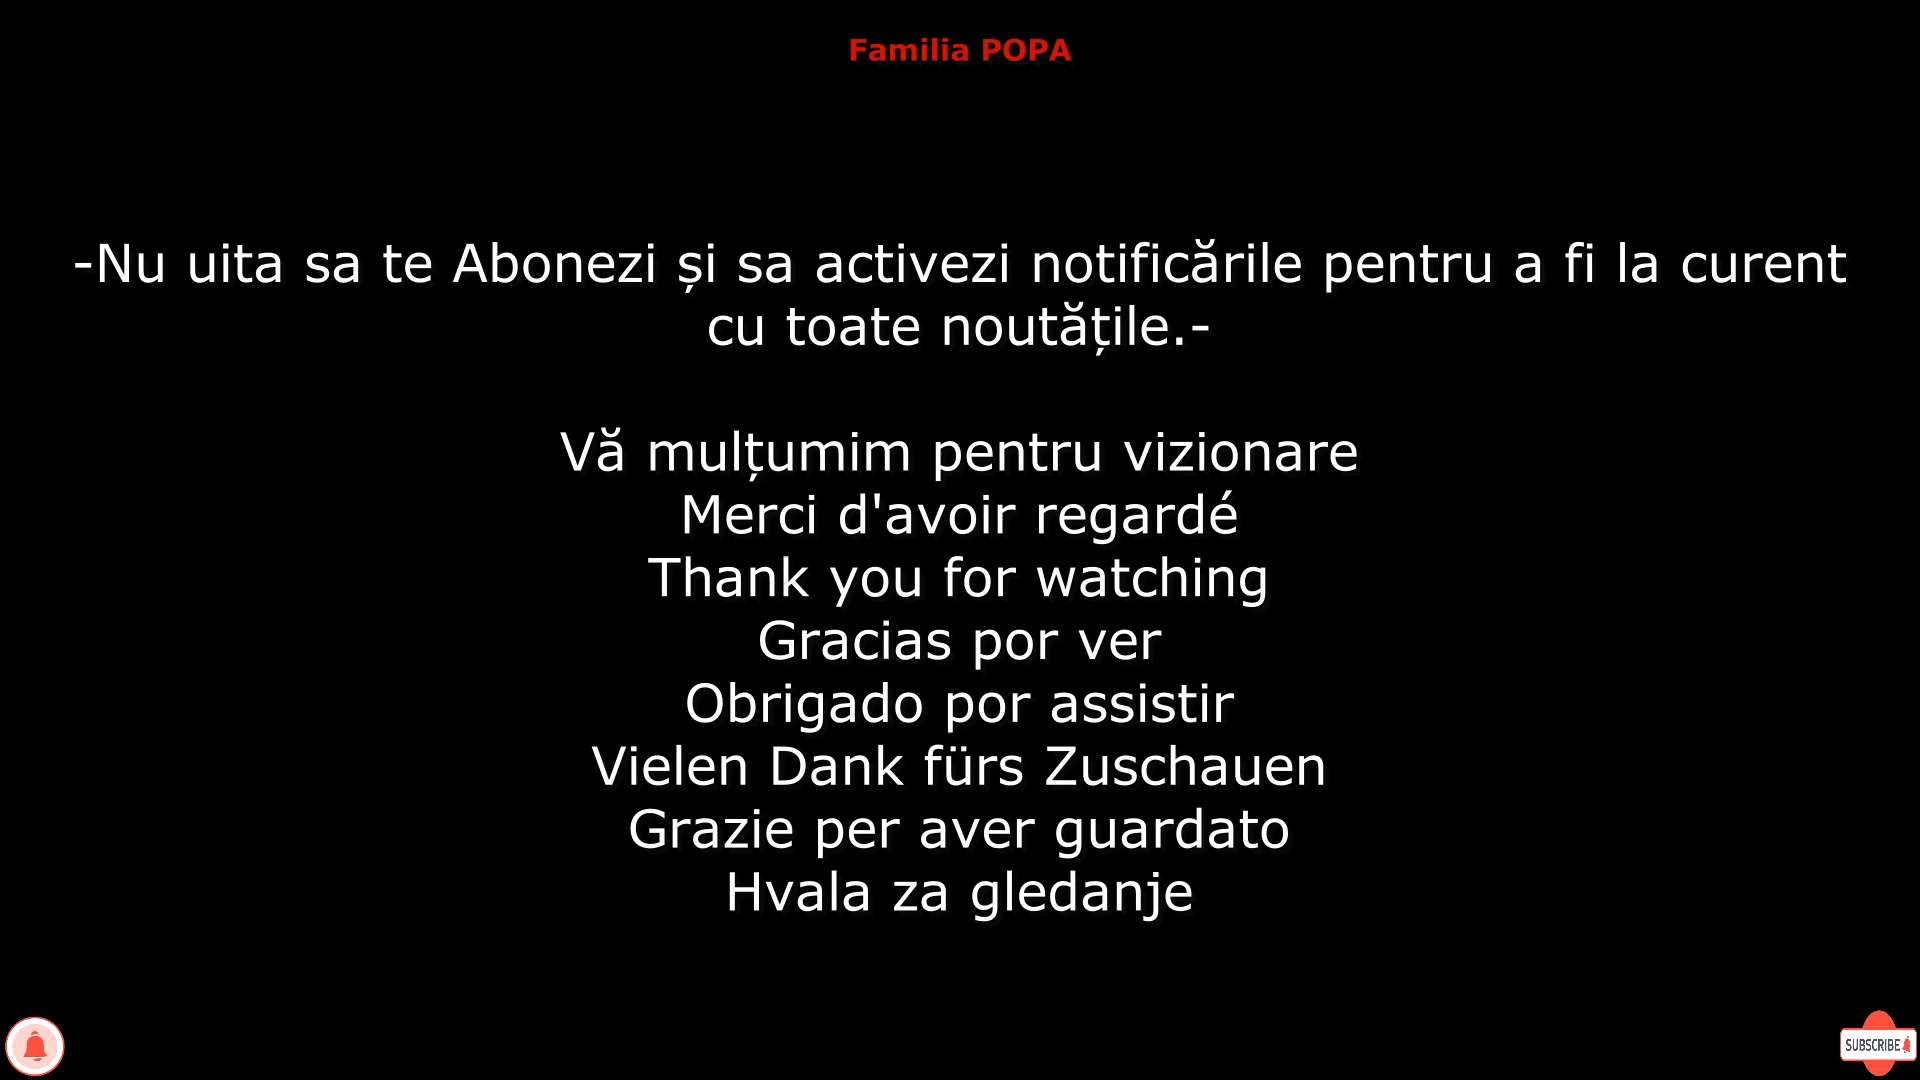 Familia POPA
-Nu uita sa te Abonezi și sa activezi notificările pentru a fi la curent
cu toate noutățile.-
Vă mulțumim pentru vizionare
Merci d'avoir regardé
Thank you for watching
Gracias por ver
Obrigado por assistir
Vielen Dank fürs Zuschauen
Grazie per aver guardato
Hvala za gledanje
SUBSCRIBE